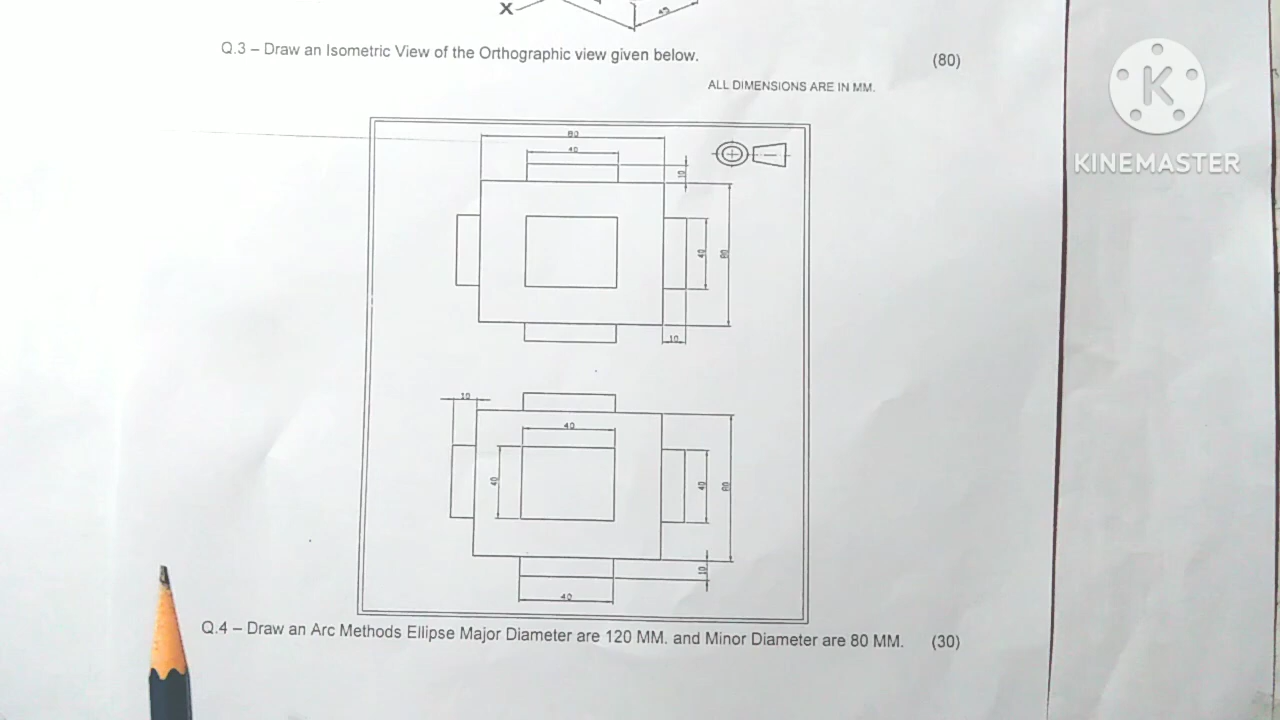 X
45
Q.3 – Draw an Isometric View of the Orthographic view given below.
(80)
ALL DIMENSIONS ARE IN MM.
K
KINEMASTER
80
40
10
40
80
10
10
40
40
40
80
10
40
Q.4 – Draw an Arc Methods Ellipse Major Diameter are 120 MM. and Minor Diameter are 80 MM.
(30)